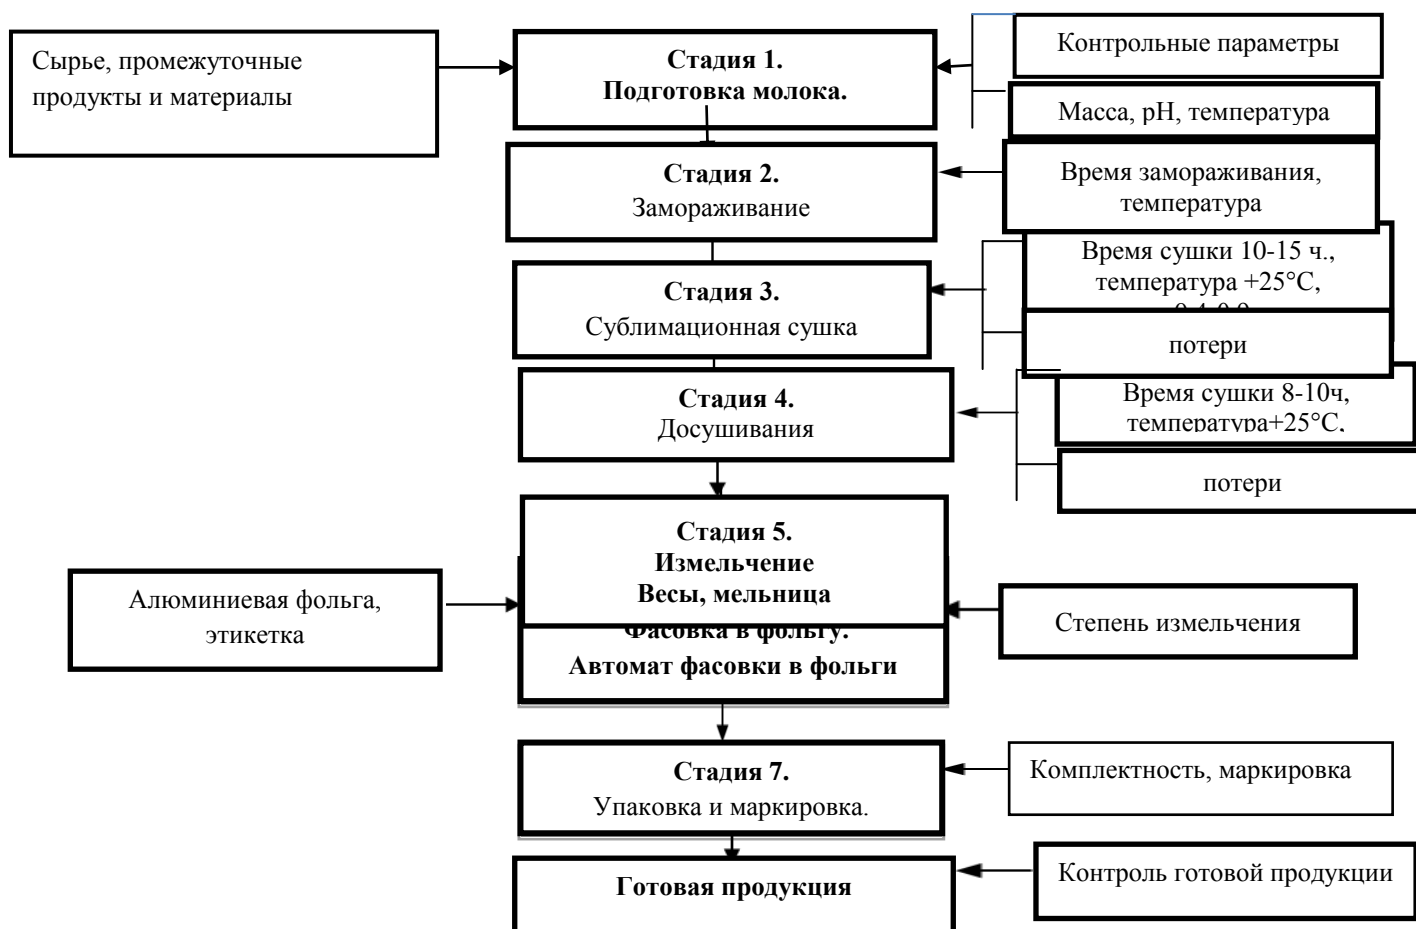 Сырье, промежуточные
продукты и материалы
Стадия 1.
Подготовка молока.
Контрольные параметры
Масса, pH, температура
Стадия 2.
Замораживание
Время замораживания,
температура
Стадия 3.
Сублимационная сушка
Время сушки 10-15 ч.,
температура +25°C,
потери
Стадия 4.
Досушивания
Время сушки 8-10ч,
температура+25°C,
потери
Стадия 5.
Измельчение
Весы, мельница
Алюминиевая фольга,
этикетка
Степень измельчения
Фасовка в фольгу.
Автомат фасовки в фольги
Стадия 7.
Упаковка и маркировка.
Комплектность, маркировка
Готовая продукция
Контроль готовой продукции